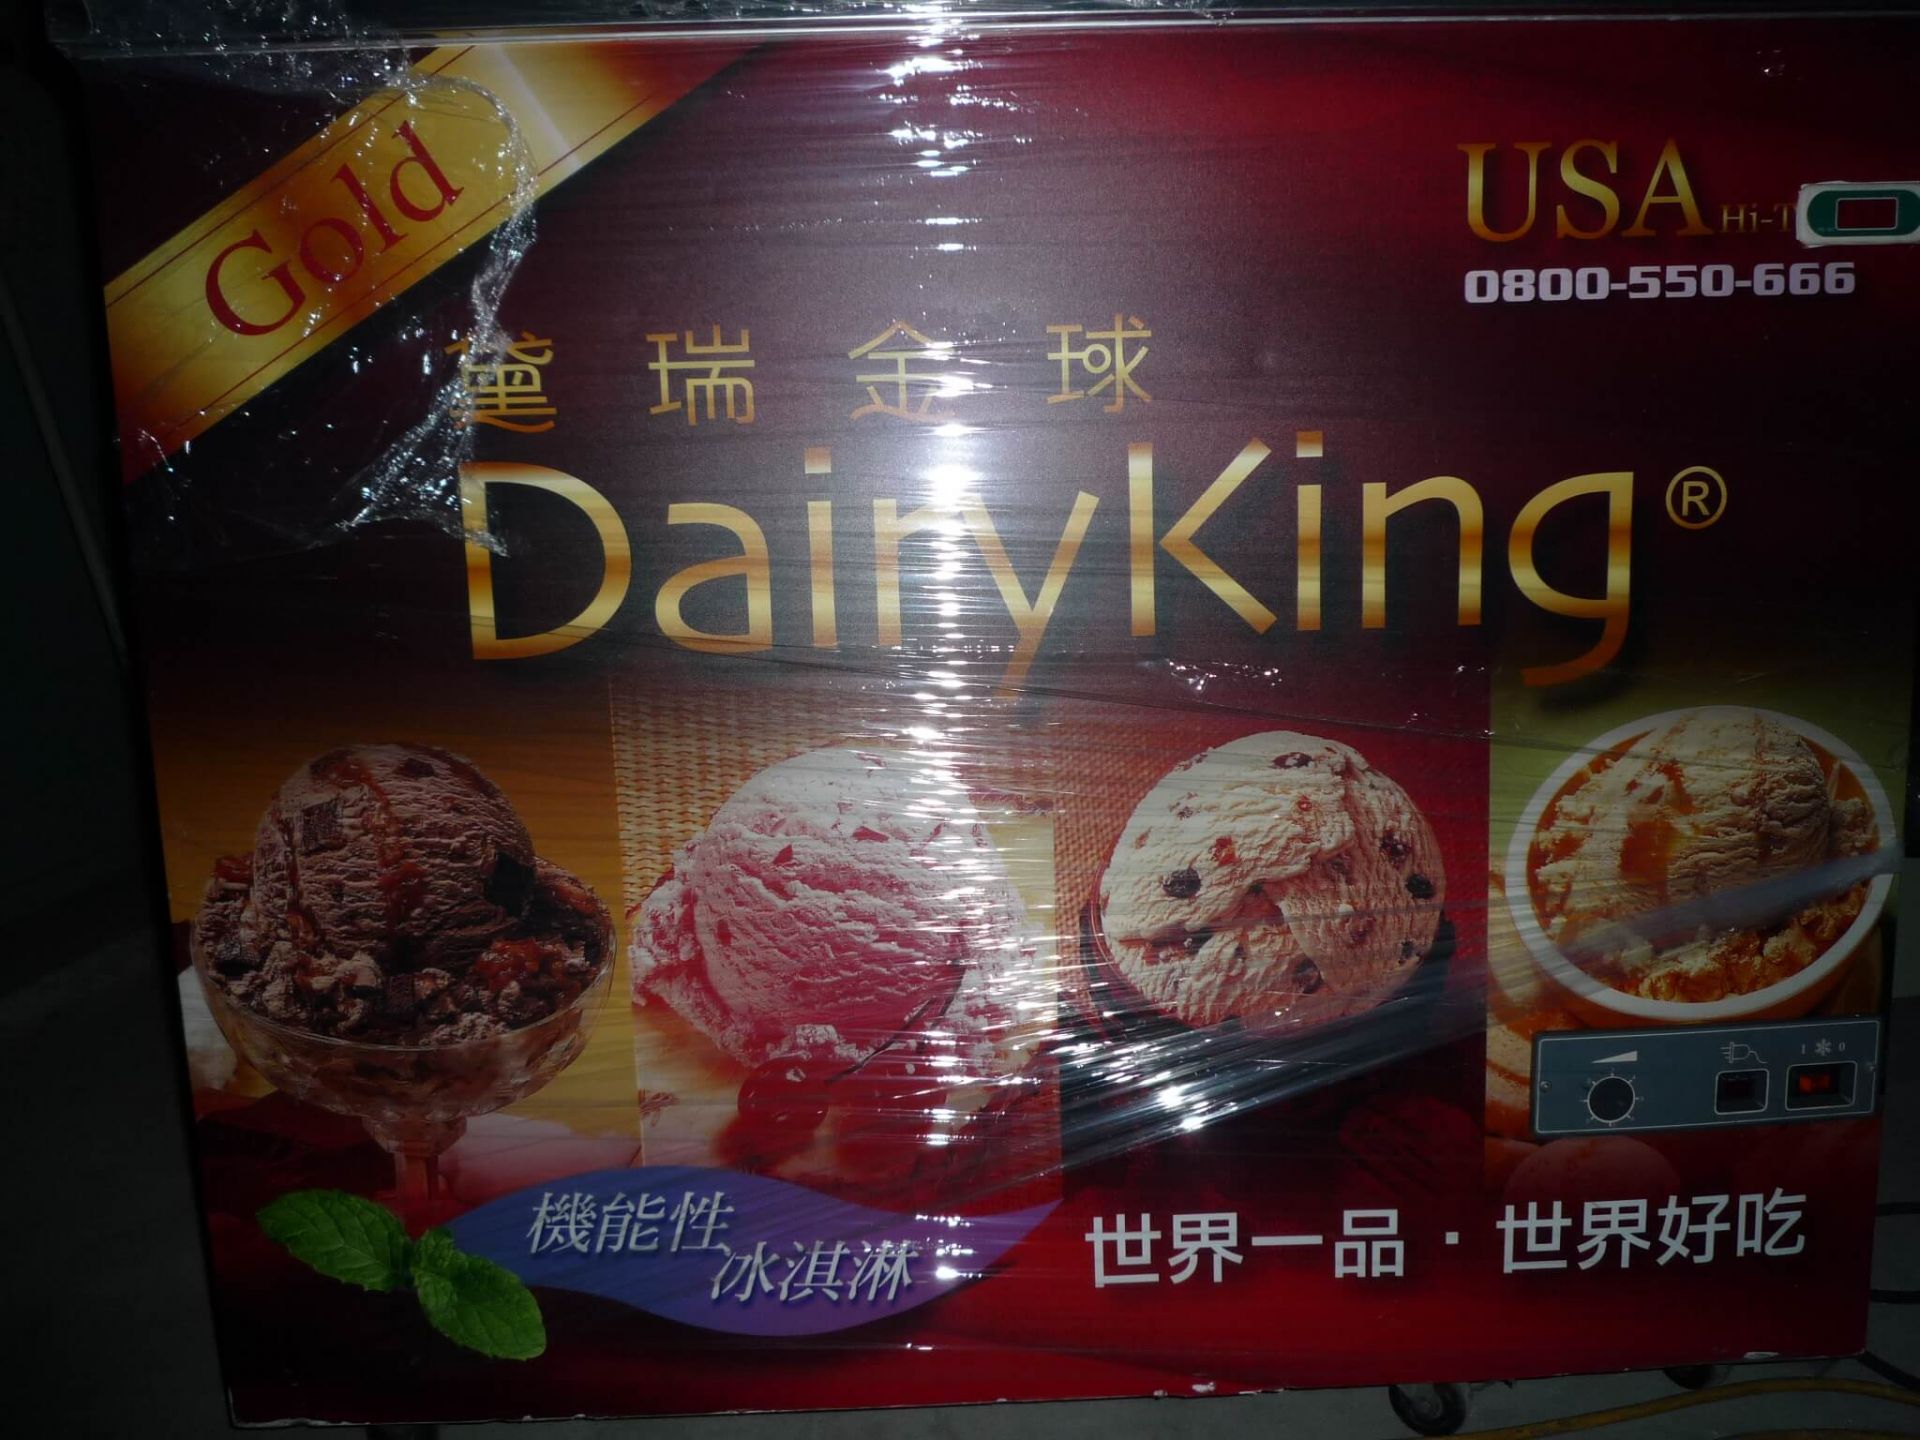 Gold
USA Hi-T
0800-550-666
黛瑞金球
DairyKing®
機能性
冰淇淋
世界一品·世界好吃
I 0